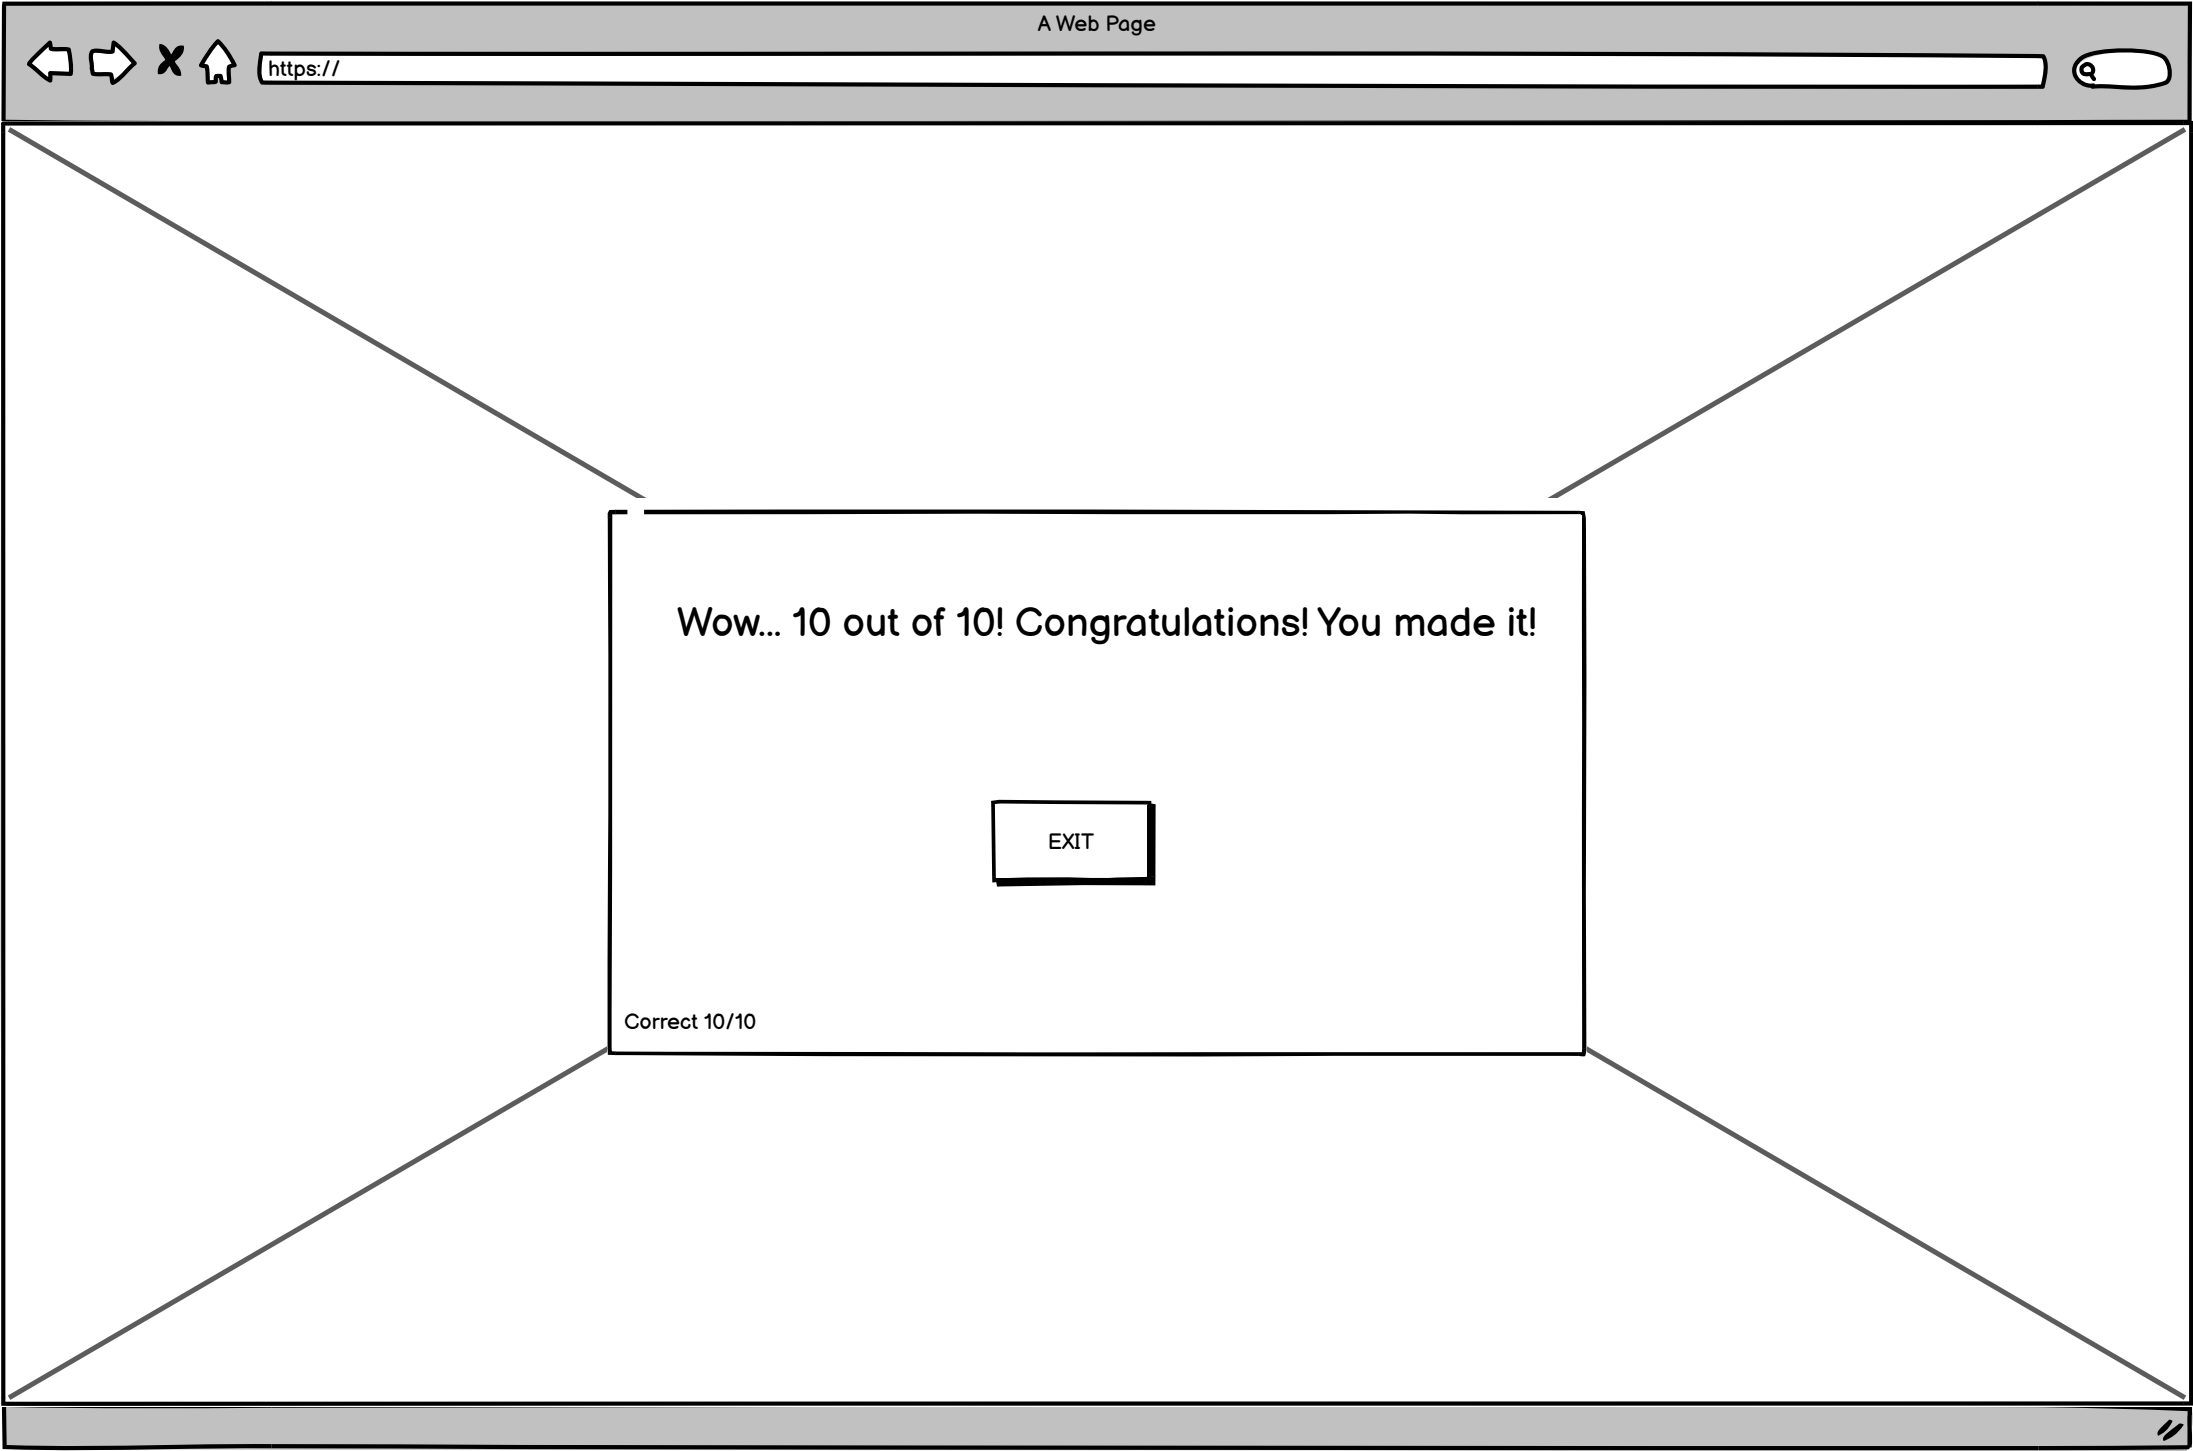 A Web Page
https://
Wow... 10 out of 10! Congratulations! You made it!
EXIT
Correct 10/10